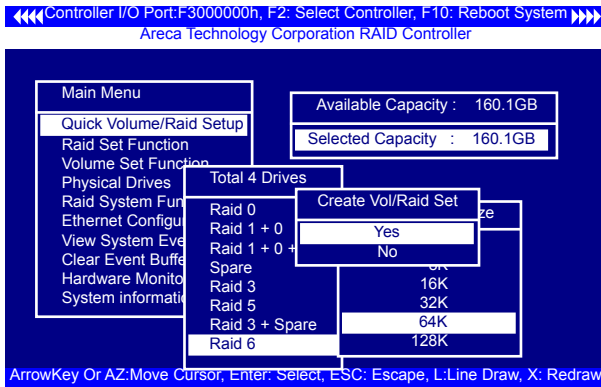 Controller I/O Port:F3000000h, F2: Select Controller, F10: Reboot System
Areca Technology Corporation RAID Controller
Main Menu
Quick Volume/Raid Setup
Raid Set Function
Volume Set Function
Physical Drives
Raid System Fun
Ethernet Configu
View System Eve
Clear Event Buffe
Hardware Monito
System informati
Available Capacity : 160.1GB
Selected Capacity : 160.1GB
Total 4 Drives
Raid 0
Raid 1 + 0
Raid 1 + 0 +
Spare
Raid 3
Raid 5
Raid 3 + Spare
Raid 6
Create Vol/Raid Set
Yes
No
ze
16K
32K
64K
128K
ArrowKey Or AZ:Move Cursor, Enter: Select, ESC: Escape, L:Line Draw, X: Redraw